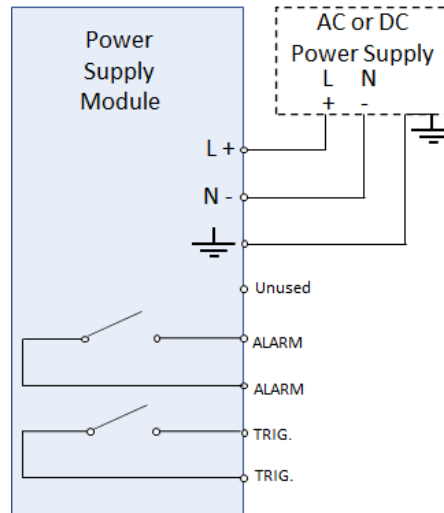 Power
Supply
Module
AC or DC
Power Supply
L N
+ -
L +
N -
Unused
ALARM
ALARM
TRIG.
TRIG.